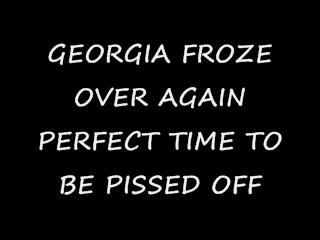 GEORGIA FROZE
OVER AGAIN
PERFECT TIME TO
BE PISSED OFF